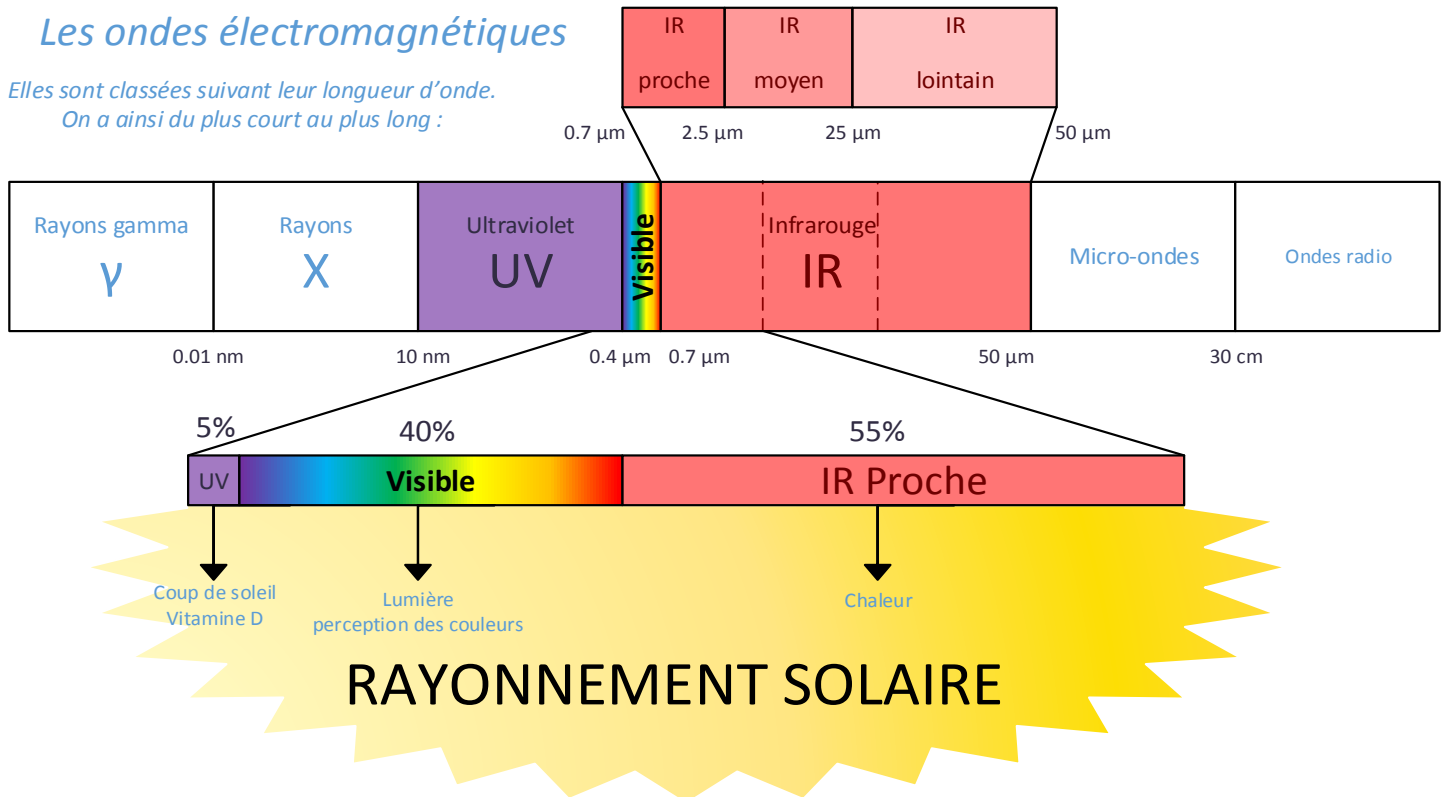 Les ondes électromagnétiques
Elles sont classées suivant leur longueur d'onde.
On a ainsi du plus court au plus long :
IR
proche
IR
moyen
IR
lointain
0.7 µm
2.5 µm
25 µm
50 µm
Rayons gamma
γ
Rayons
X
Ultraviolet
UV
Visible
Infrarouge
IR
Micro-ondes
Ondes radio
0.01 nm
10 nm
0.4 µm
0.7 µm
50 µm
30 cm
5%
40%
55%
UV
Visible
IR Proche
Coup de soleil
Vitamine D
Lumière
perception des couleurs
Chaleur
RAYONNEMENT SOLAIRE